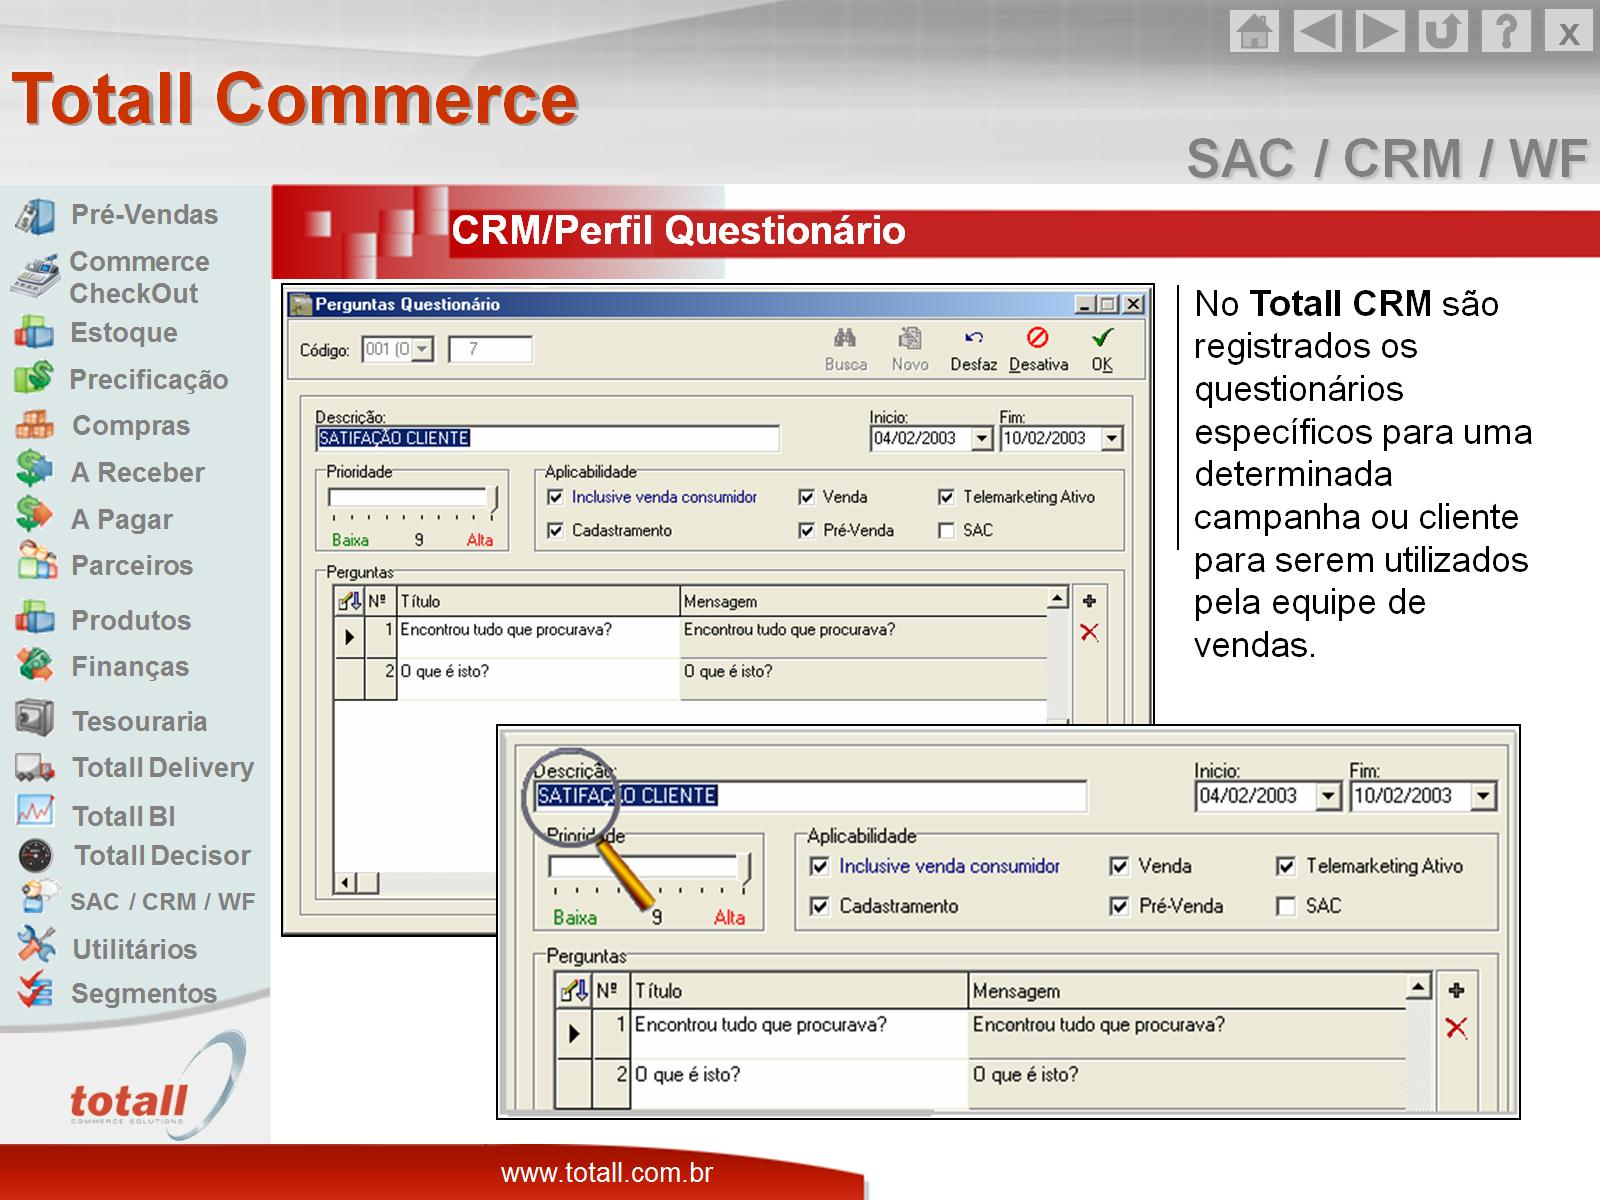 x
Totall Commerce
SAC / CRM / WF
Pré-Vendas
Commerce
CheckOut
Estoque
Precificação
Compras
A Receber
A Pagar
Parceiros
Produtos
Finanças
Tesouraria
Totall Delivery
Totall BI
Totall Decisor
SAC / CRM / WF
Utilitários
Segmentos
totall
COMMERCE SOLUTIONS
CRM/Perfil Questionário
Perguntas Questionário
Código: 001 (0 7
Busca Novo Desfaz Desativa OK
Descrição: Inicio: Fim:
SATIFAÇÃO CLIENTE 04/02/2003 10/02/2003
Prioridade Aplicabilidade
Inclusive venda consumidor Venda Telemarketing Ativo
Cadastramento Pré-Venda SAC
Baixa 9 Alta
Perguntas
Nº Título Mensagem
1 Encontrou tudo que procurava? Encontrou tudo que procurava?
2 O que é isto? O que é isto?
No Totall CRM são
registrados os
questionários
específicos para uma
determinada
campanha ou cliente
para serem utilizados
pela equipe de
vendas.
Descrição: Inicio: Fim:
SATIFAÇÃO CLIENTE 04/02/2003 10/02/2003
Prioridade Aplicabilidade
Inclusive venda consumidor Venda Telemarketing Ativo
Cadastramento Pré-Venda SAC
Baixa 9 Alta
Perguntas
Nº Título Mensagem
1 Encontrou tudo que procurava? Encontrou tudo que procurava?
2 O que é isto? O que é isto?
www.totall.com.br